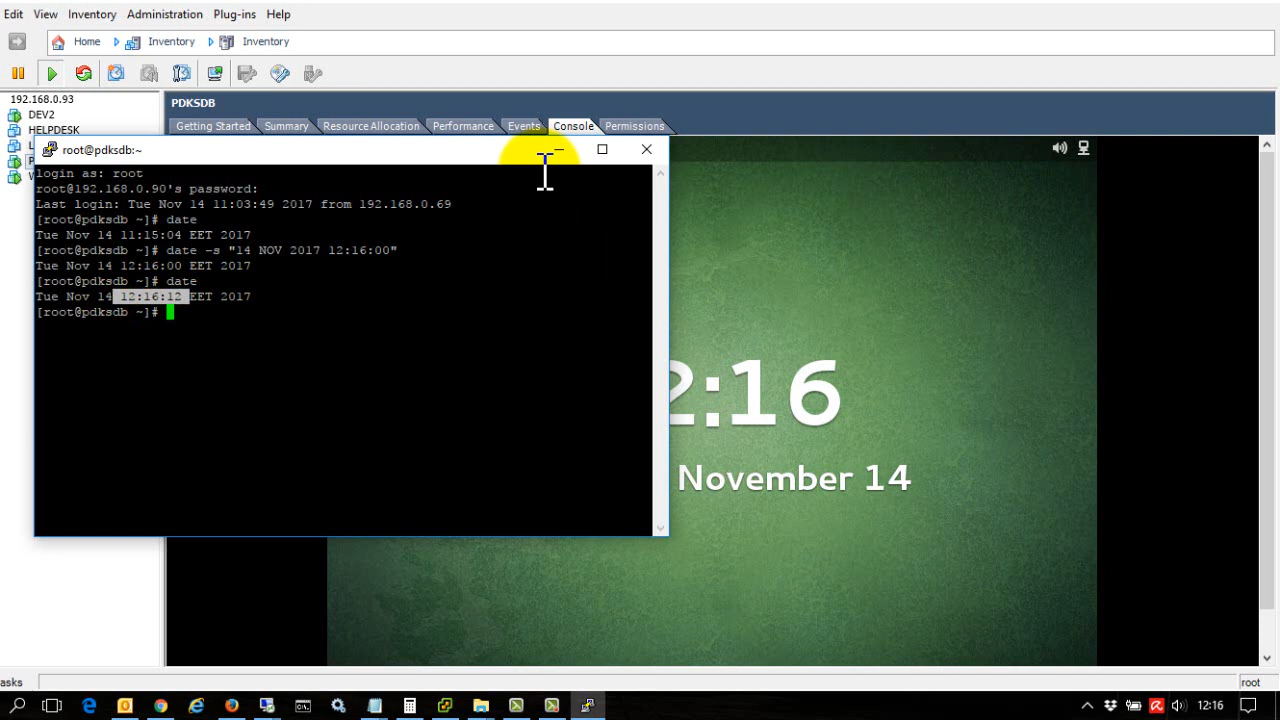 Edit View Inventory Administration Plug-ins Help
Home Inventory Inventory
192.168.0.93
DEV2
HELPDESK
PDKSDB
Getting Started Summary Resource Allocation Performance Events Console Permissions
root@pdksdb:~
login as: root
root@192.168.0.90's password:
Last login: Tue Nov 14 11:03:49 2017 from 192.168.0.69
[root@pdksdb ~]# date
Tue Nov 14 11:15:04 EET 2017
[root@pdksdb ~]# date -s "14 NOV 2017 12:16:00"
Tue Nov 14 12:16:00 EET 2017
[root@pdksdb ~]# date
Tue Nov 14 12:16:12 EET 2017
[root@pdksdb ~]#
2:16
November 14
asks
root
12:16